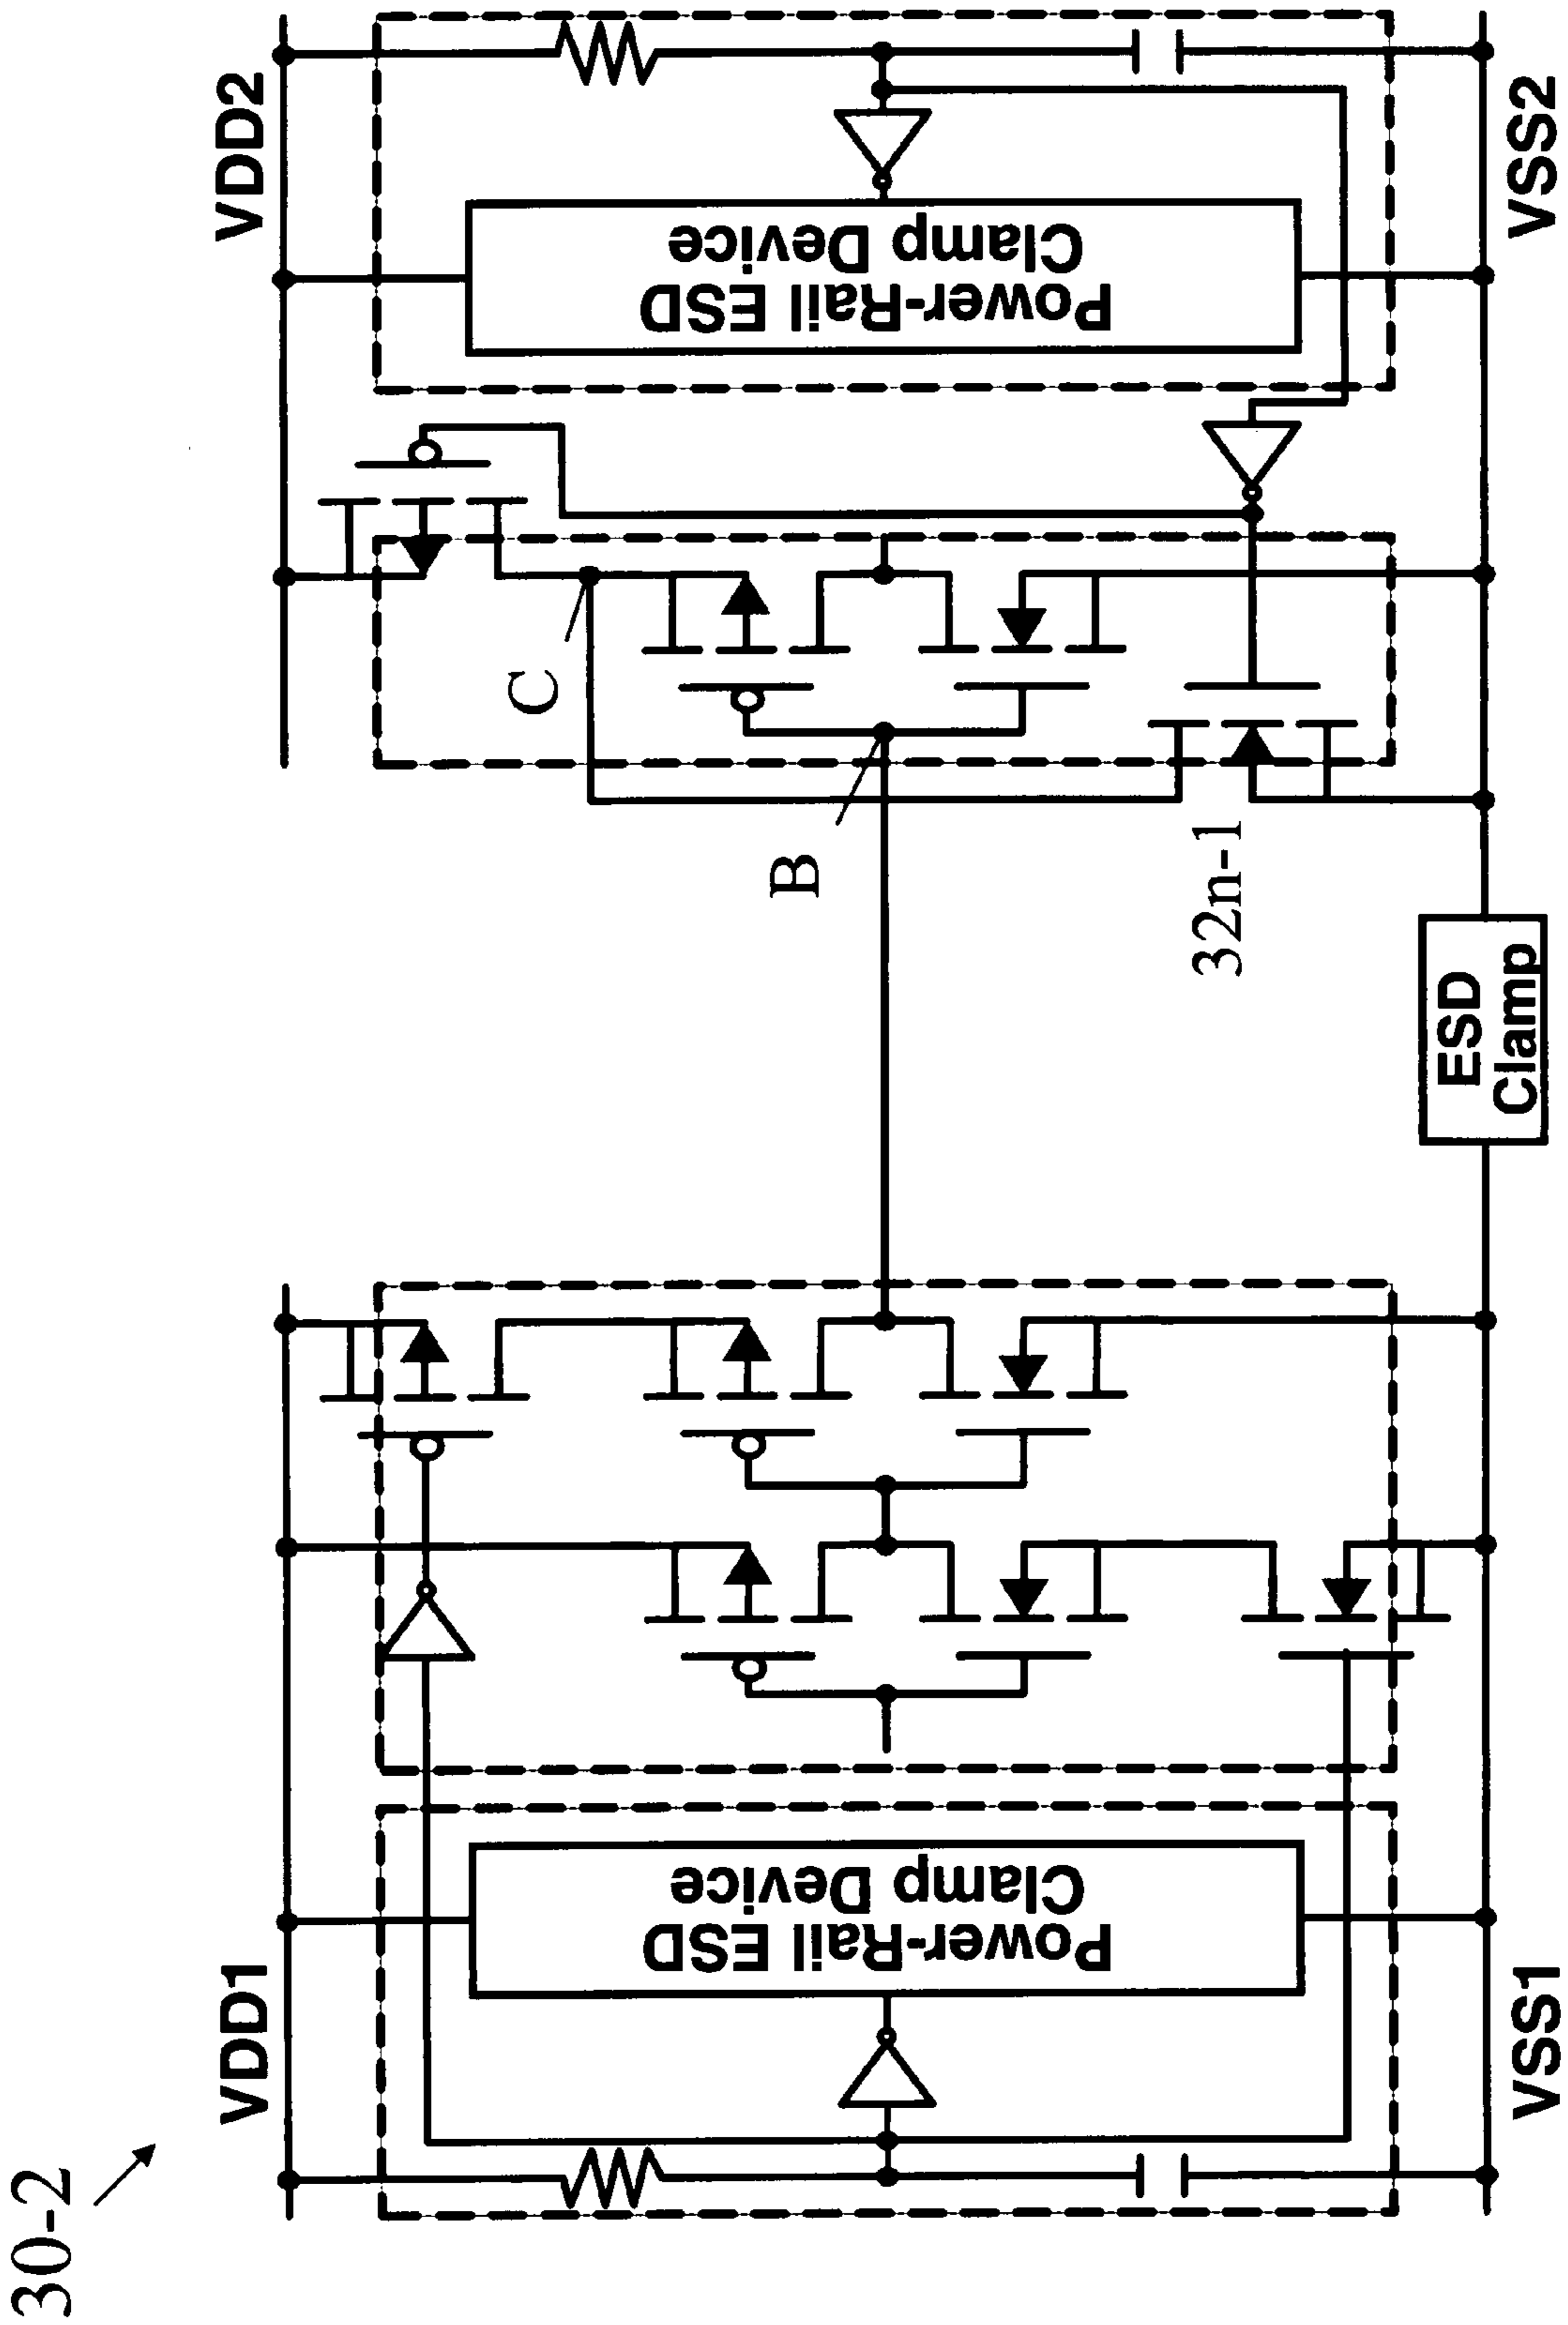 30-2
VDD1
VDD2
Power-Rail ESD
Clamp Device
Power-Rail ESD
Clamp Device
C
B
32n-1
ESD
Clamp
VSS1
VSS2